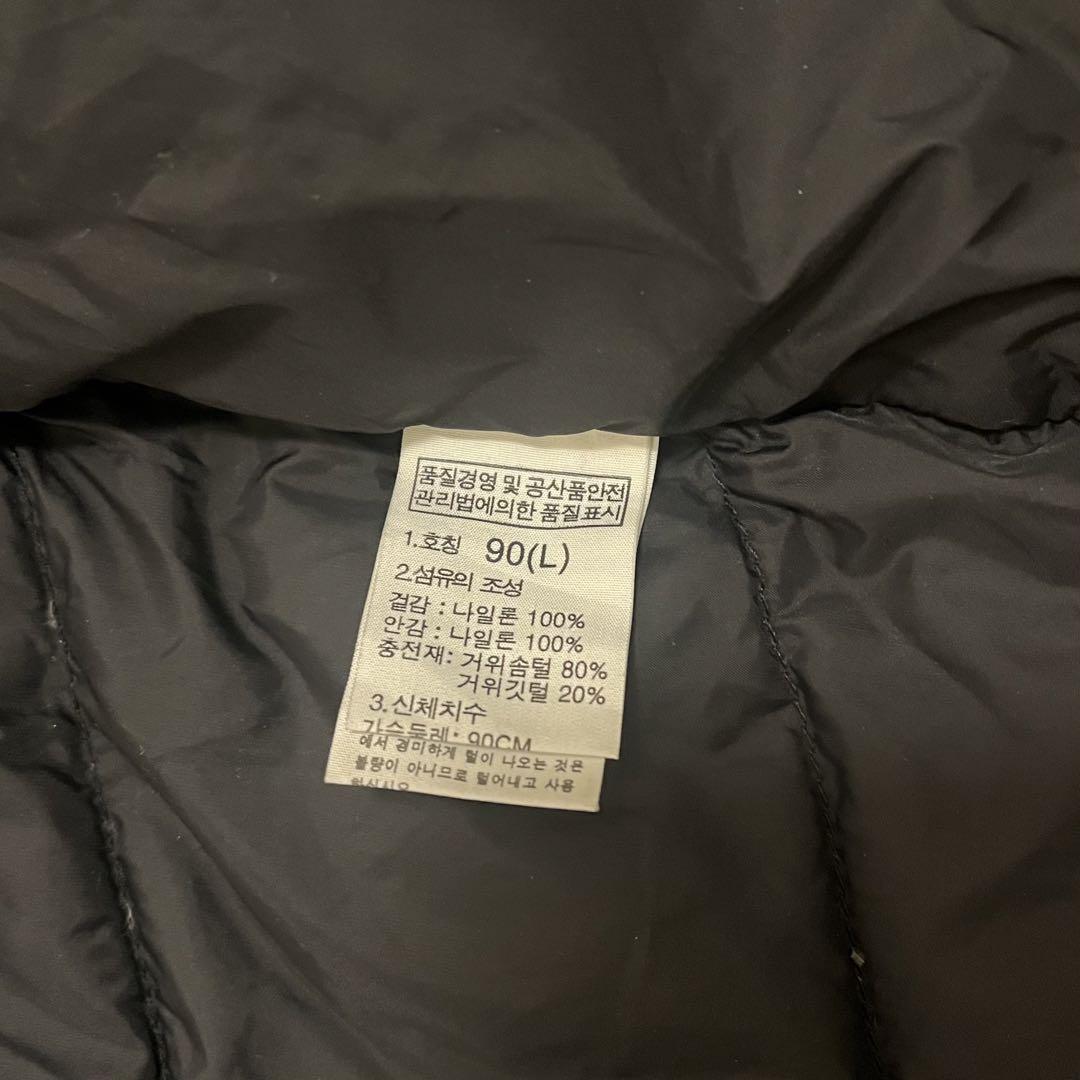 품질경영 및 공산품안전
관리법에의한 품질표시
1.호칭 90(L)
2.섬유의 조성
겉감 : 나일론 100%
안감 : 나일론 100%
충전재: 거위솜털 80%
거위깃털 20%
3.신체치수
가슴둘레: 90CM
에서 경미하게 털이 나오는 것은
불량이 아니므로 털어내고 사용
하십시오